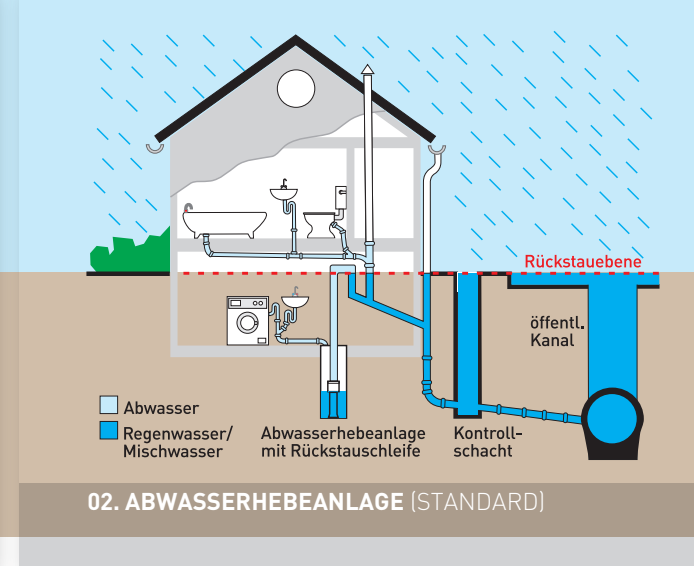 Rückstauebene
öffentl.
Kanal
Abwasser
Regenwasser/
Mischwasser
Abwasserhebeanlage
mit Rückstauschleife
Kontroll-
schacht
02. ABWASSERHEBEANLAGE (STANDARD)